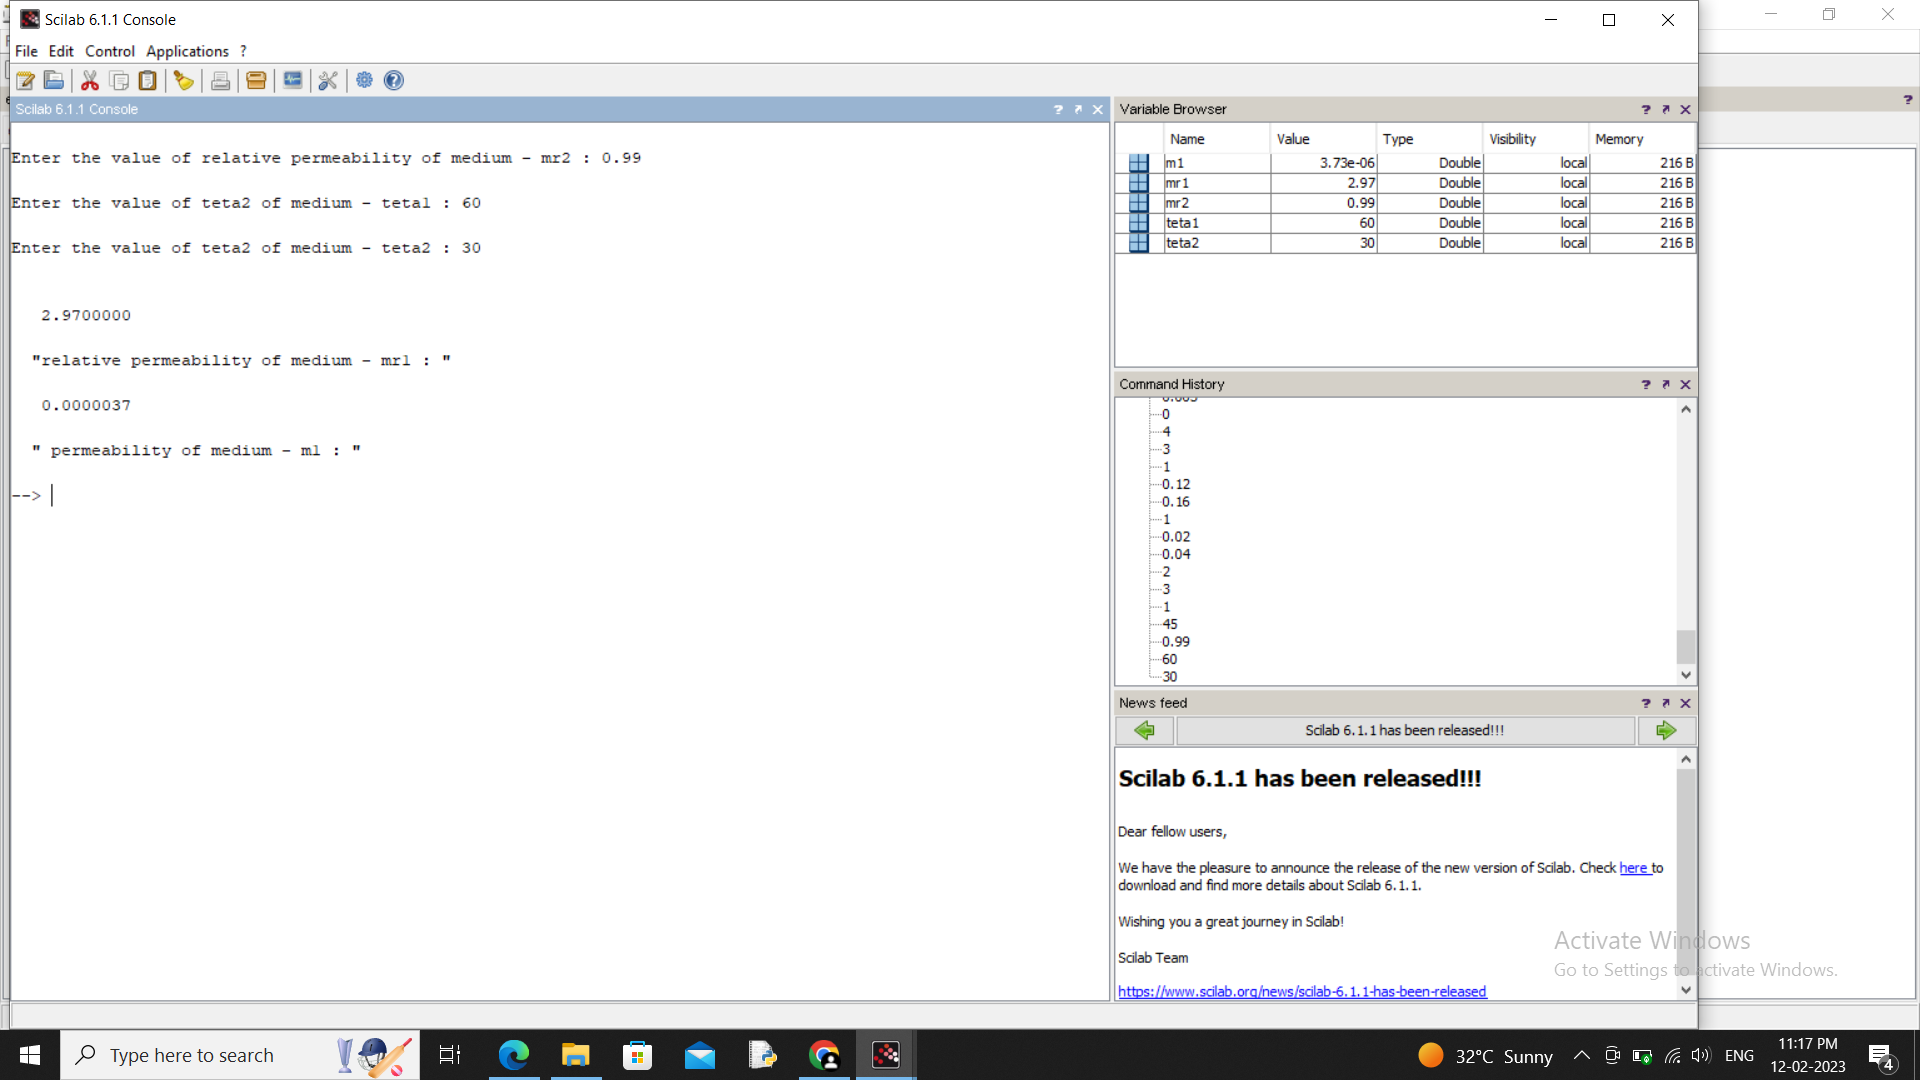 Scilab 6.1.1 Console
File Edit Control Applications ?
Scilab 6.1.1 Console
Enter the value of relative permeability of medium - mr2 : 0.99
Enter the value of teta2 of medium - teta1 : 60
Enter the value of teta2 of medium - teta2 : 30
2.9700000
"relative permeability of medium - mr1 : "
0.0000037
" permeability of medium - m1 : "
-->
Variable Browser
Name Value Type Visibility Memory
m1 3.73e-06 Double local 216 B
mr1 2.97 Double local 216 B
mr2 0.99 Double local 216 B
teta1 60 Double local 216 B
teta2 30 Double local 216 B
Command History
0
4
3
1
0.12
0.16
1
0.02
0.04
2
3
1
45
0.99
60
30
News feed
Scilab 6.1.1 has been released!!!
Scilab 6.1.1 has been released!!!
Dear fellow users,
We have the pleasure to announce the release of the new version of Scilab. Check here to
download and find more details about Scilab 6.1.1.
Wishing you a great journey in Scilab!
Scilab Team
https://www.scilab.org/news/scilab-6.1.1-has-been-released
Activate Windows
Go to Settings to activate Windows.
Type here to search
32°C Sunny
ENG
11:17 PM
12-02-2023
4